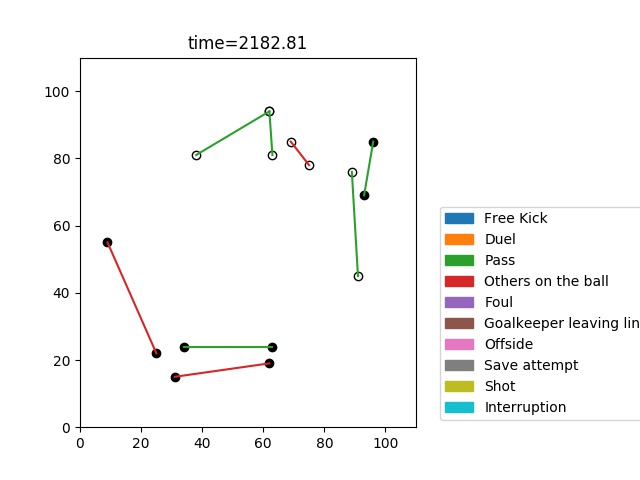 time=2182.81
100
80
60
40
20
0
0 20 40 60 80 100
Free Kick
Duel
Pass
Others on the ball
Foul
Goalkeeper leaving lin
Offside
Save attempt
Shot
Interruption